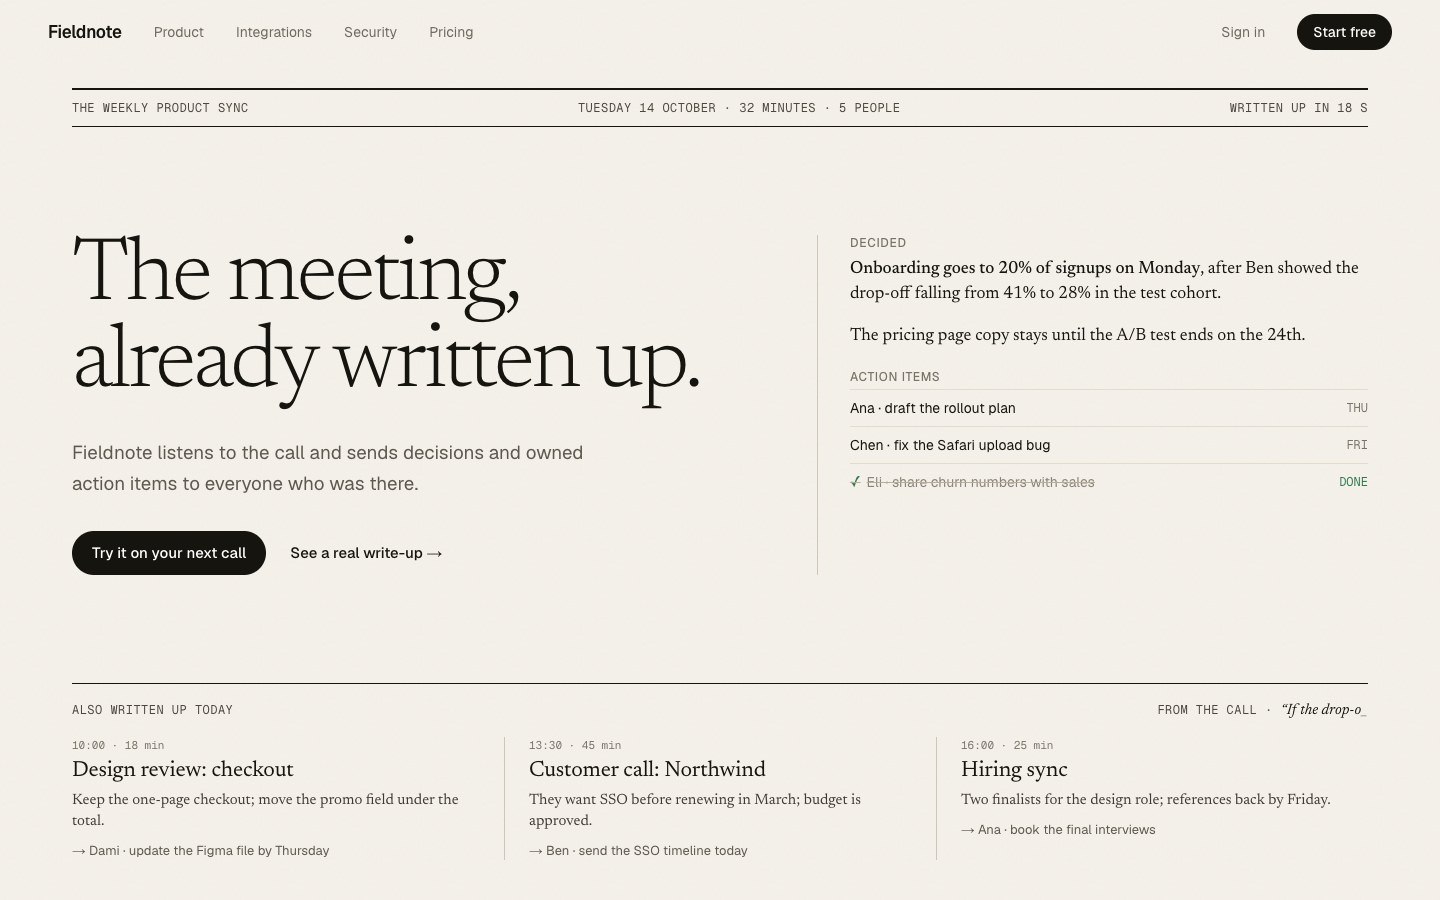 Fieldnote Product Integrations Security Pricing Sign in Start free
THE WEEKLY PRODUCT SYNC TUESDAY 14 OCTOBER · 32 MINUTES · 5 PEOPLE WRITTEN UP IN 18 S
The meeting,
already written up.
Fieldnote listens to the call and sends decisions and owned
action items to everyone who was there.
Try it on your next call See a real write-up →
DECIDED
Onboarding goes to 20% of signups on Monday, after Ben showed the
drop-off falling from 41% to 28% in the test cohort.
The pricing page copy stays until the A/B test ends on the 24th.
ACTION ITEMS
Ana · draft the rollout plan THU
Chen · fix the Safari upload bug FRI
✓ Eli · share churn numbers with sales DONE
ALSO WRITTEN UP TODAY FROM THE CALL · “If the drop-o_
10:00 · 18 min
Design review: checkout
Keep the one-page checkout; move the promo field under the
total.
→ Dami · update the Figma file by Thursday
13:30 · 45 min
Customer call: Northwind
They want SSO before renewing in March; budget is
approved.
→ Ben · send the SSO timeline today
16:00 · 25 min
Hiring sync
Two finalists for the design role; references back by Friday.
→ Ana · book the final interviews